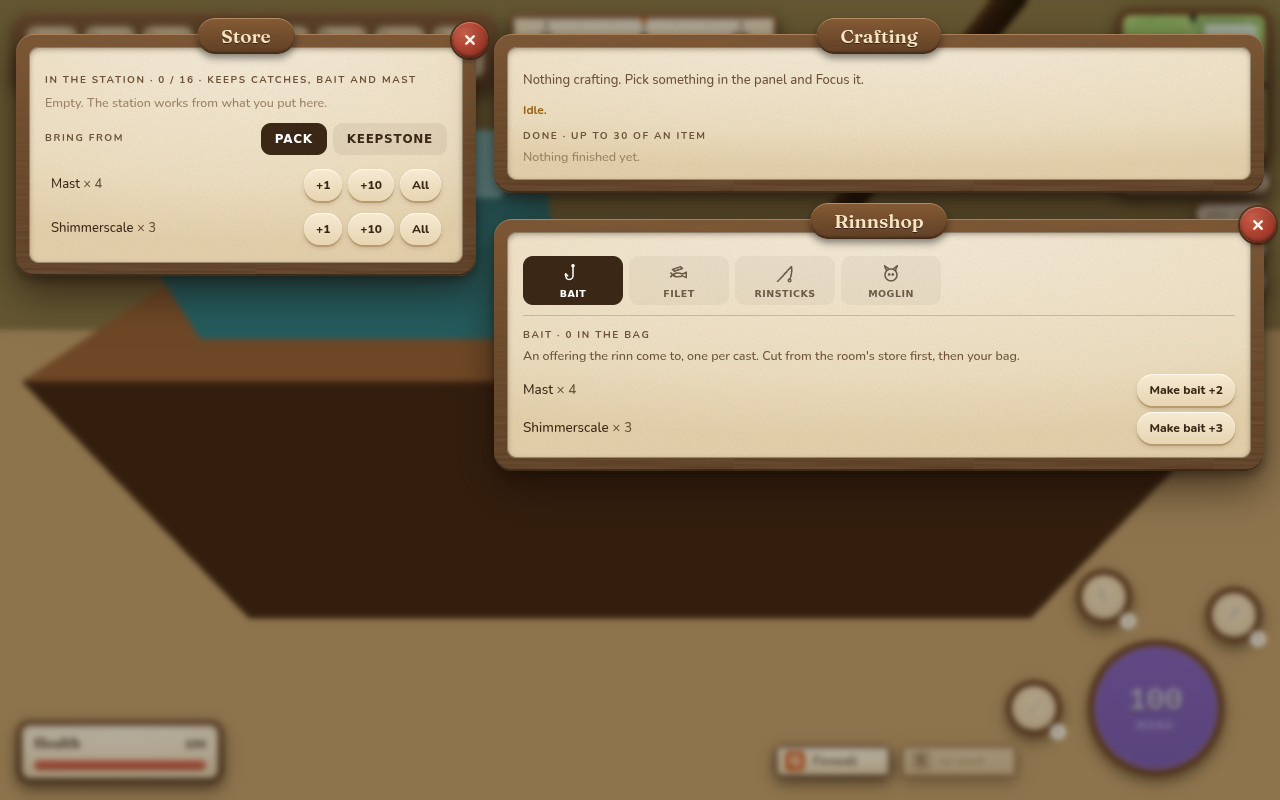 Store
×
IN THE STATION · 0 / 16 · KEEPS CATCHES, BAIT AND MAST
Empty. The station works from what you put here.
BRING FROM
PACK
KEEPSTONE
Mast × 4
+1
+10
All
Shimmerscale × 3
+1
+10
All
Crafting
Nothing crafting. Pick something in the panel and Focus it.
Idle.
DONE · UP TO 30 OF AN ITEM
Nothing finished yet.
Rinnshop
×
BAIT
FILET
RINSTICKS
MOGLIN
BAIT · 0 IN THE BAG
An offering the rinn come to, one per cast. Cut from the room's store first, then your bag.
Mast × 4
Make bait +2
Shimmerscale × 3
Make bait +3
100
Health
100
Firewall